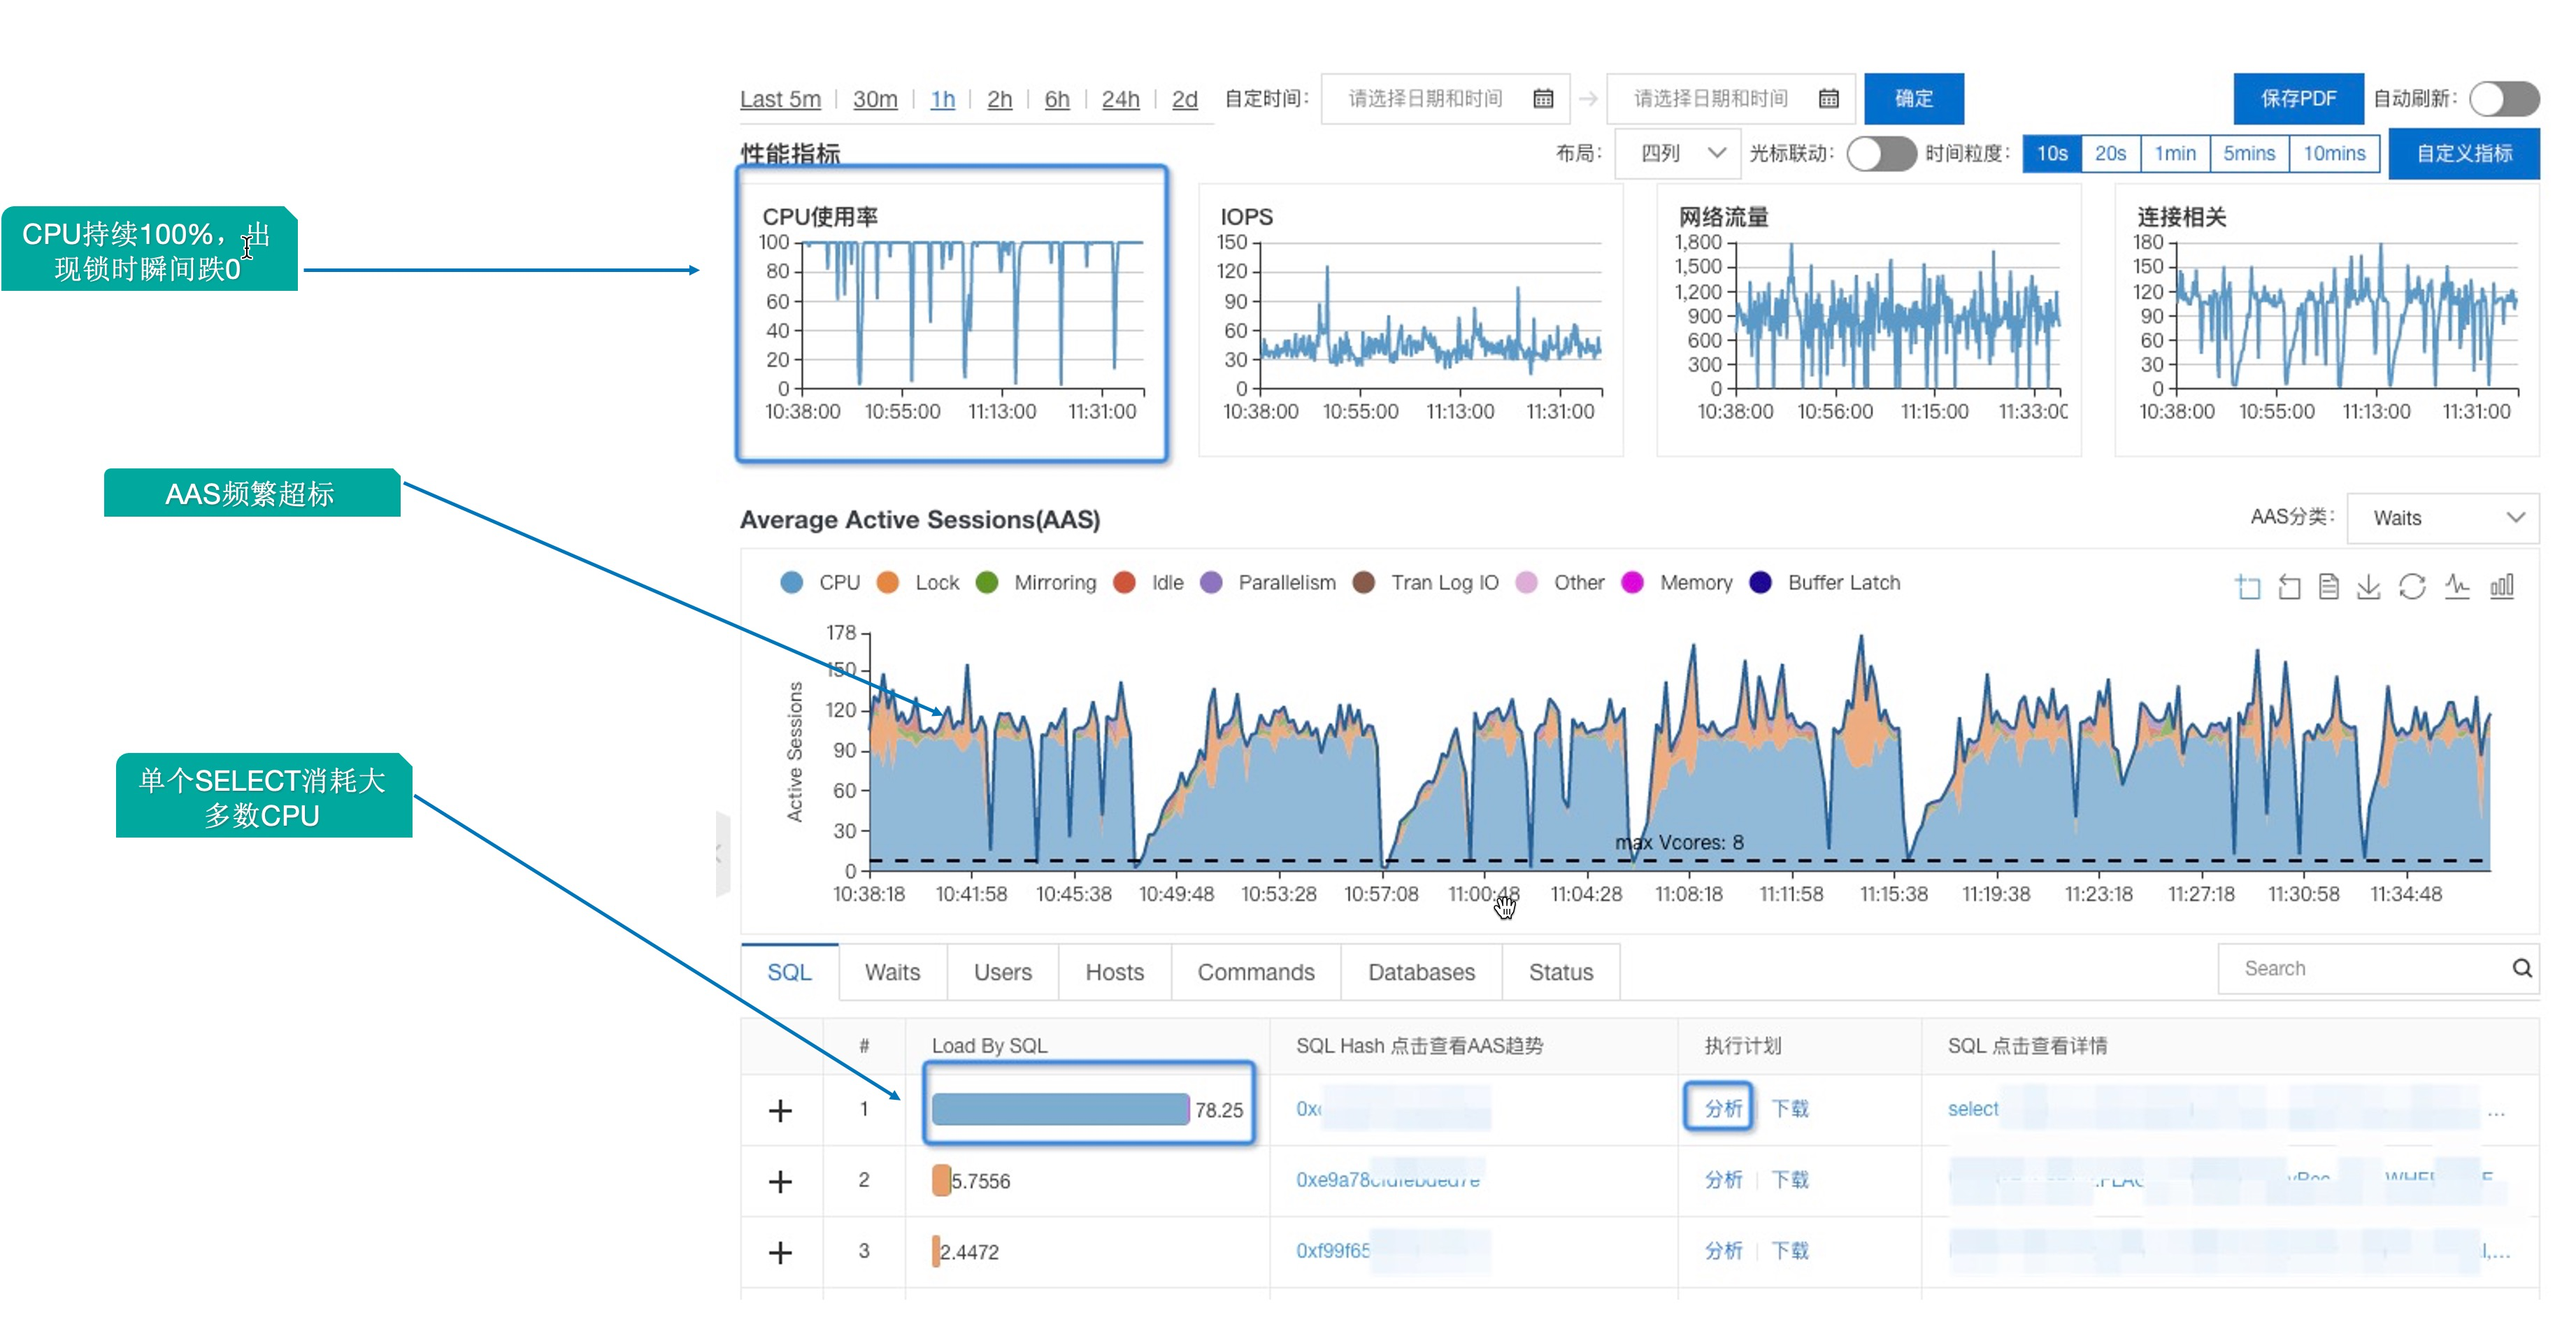 Last 5m 30m 1h 2h 6h 24h 2d 自定时间: 请选择日期和时间 请选择日期和时间 确定 保存PDF 自动刷新:
性能指标 布局: 四列 光标联动: 时间粒度: 10s 20s 1min 5mins 10mins 自定义指标
CPU持续100%，出
现锁时瞬间跌0
CPU使用率
100
80
60
40
20
0
10:38:00 10:55:00 11:13:00 11:31:00
IOPS
150
120
90
60
30
0
10:38:00 10:55:00 11:13:00 11:31:00
网络流量
1,800
1,500
1,200
900
600
300
0
10:38:00 10:56:00 11:15:00 11:33:00
连接相关
180
150
120
90
60
30
0
10:38:00 10:55:00 11:13:00 11:31:00
AAS频繁超标
Average Active Sessions(AAS) AAS分类: Waits
CPU Lock Mirroring Idle Parallelism Tran Log IO Other Memory Buffer Latch
Active Sessions
178
150
120
90
60
30
0
max Vcores: 8
10:38:18 10:41:58 10:45:38 10:49:48 10:53:28 10:57:08 11:00:48 11:04:28 11:08:18 11:11:58 11:15:38 11:19:38 11:23:18 11:27:18 11:30:58 11:34:48
单个SELECT消耗大
多数CPU
SQL Waits Users Hosts Commands Databases Status Search
# Load By SQL SQL Hash 点击查看AAS趋势 执行计划 SQL 点击查看详情
1 78.25 分析 下载 select ...
2 5.7556 0xe9a78 分析 下载
3 2.4472 0xf99f65 分析 下载